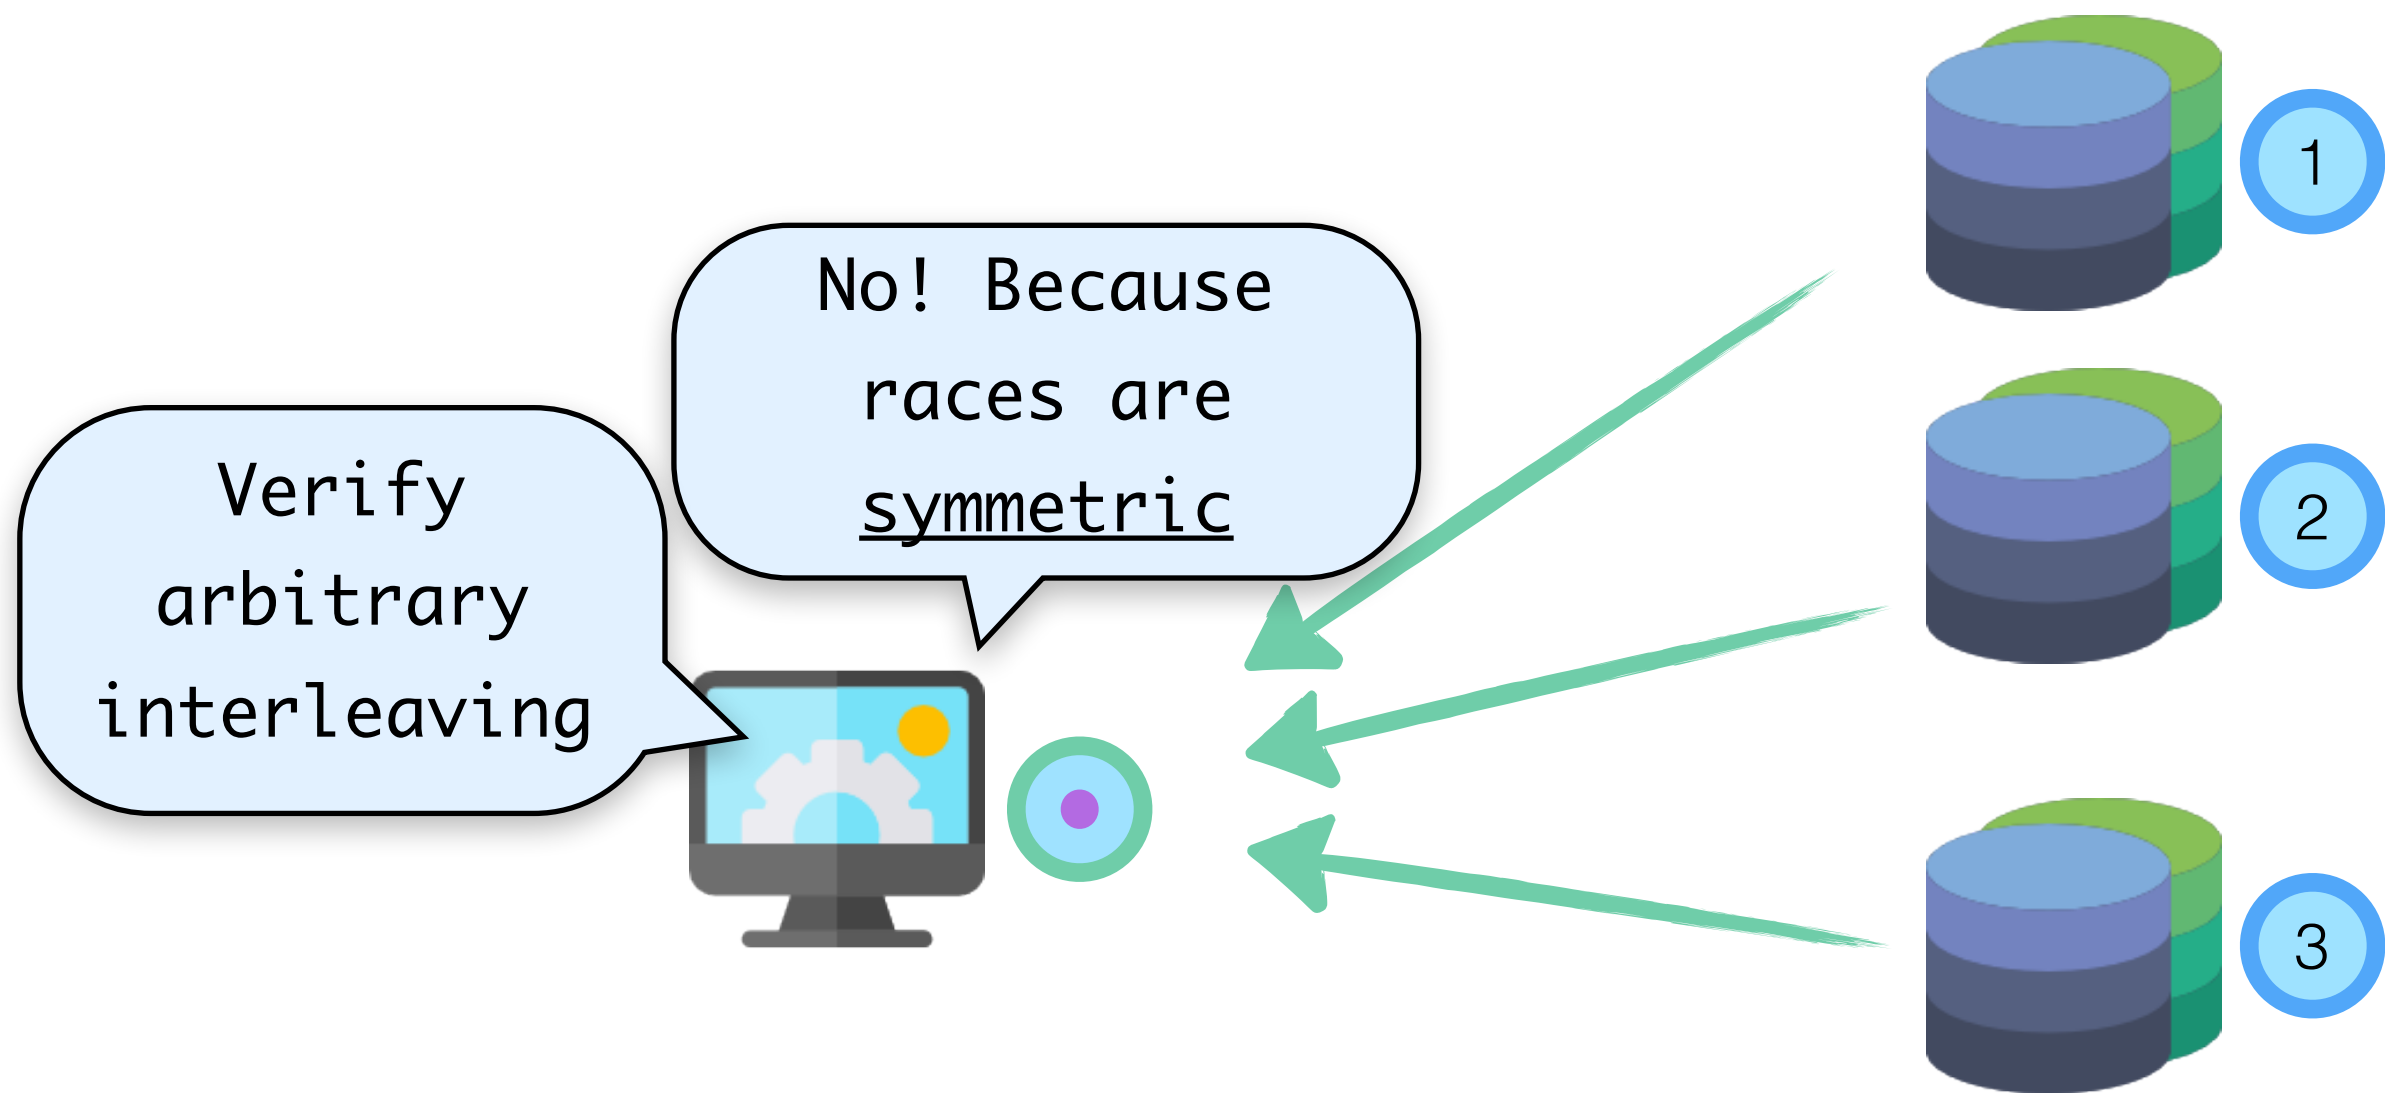 No! Because
races are
symmetric
Verify
arbitrary
interleaving
1
2
3